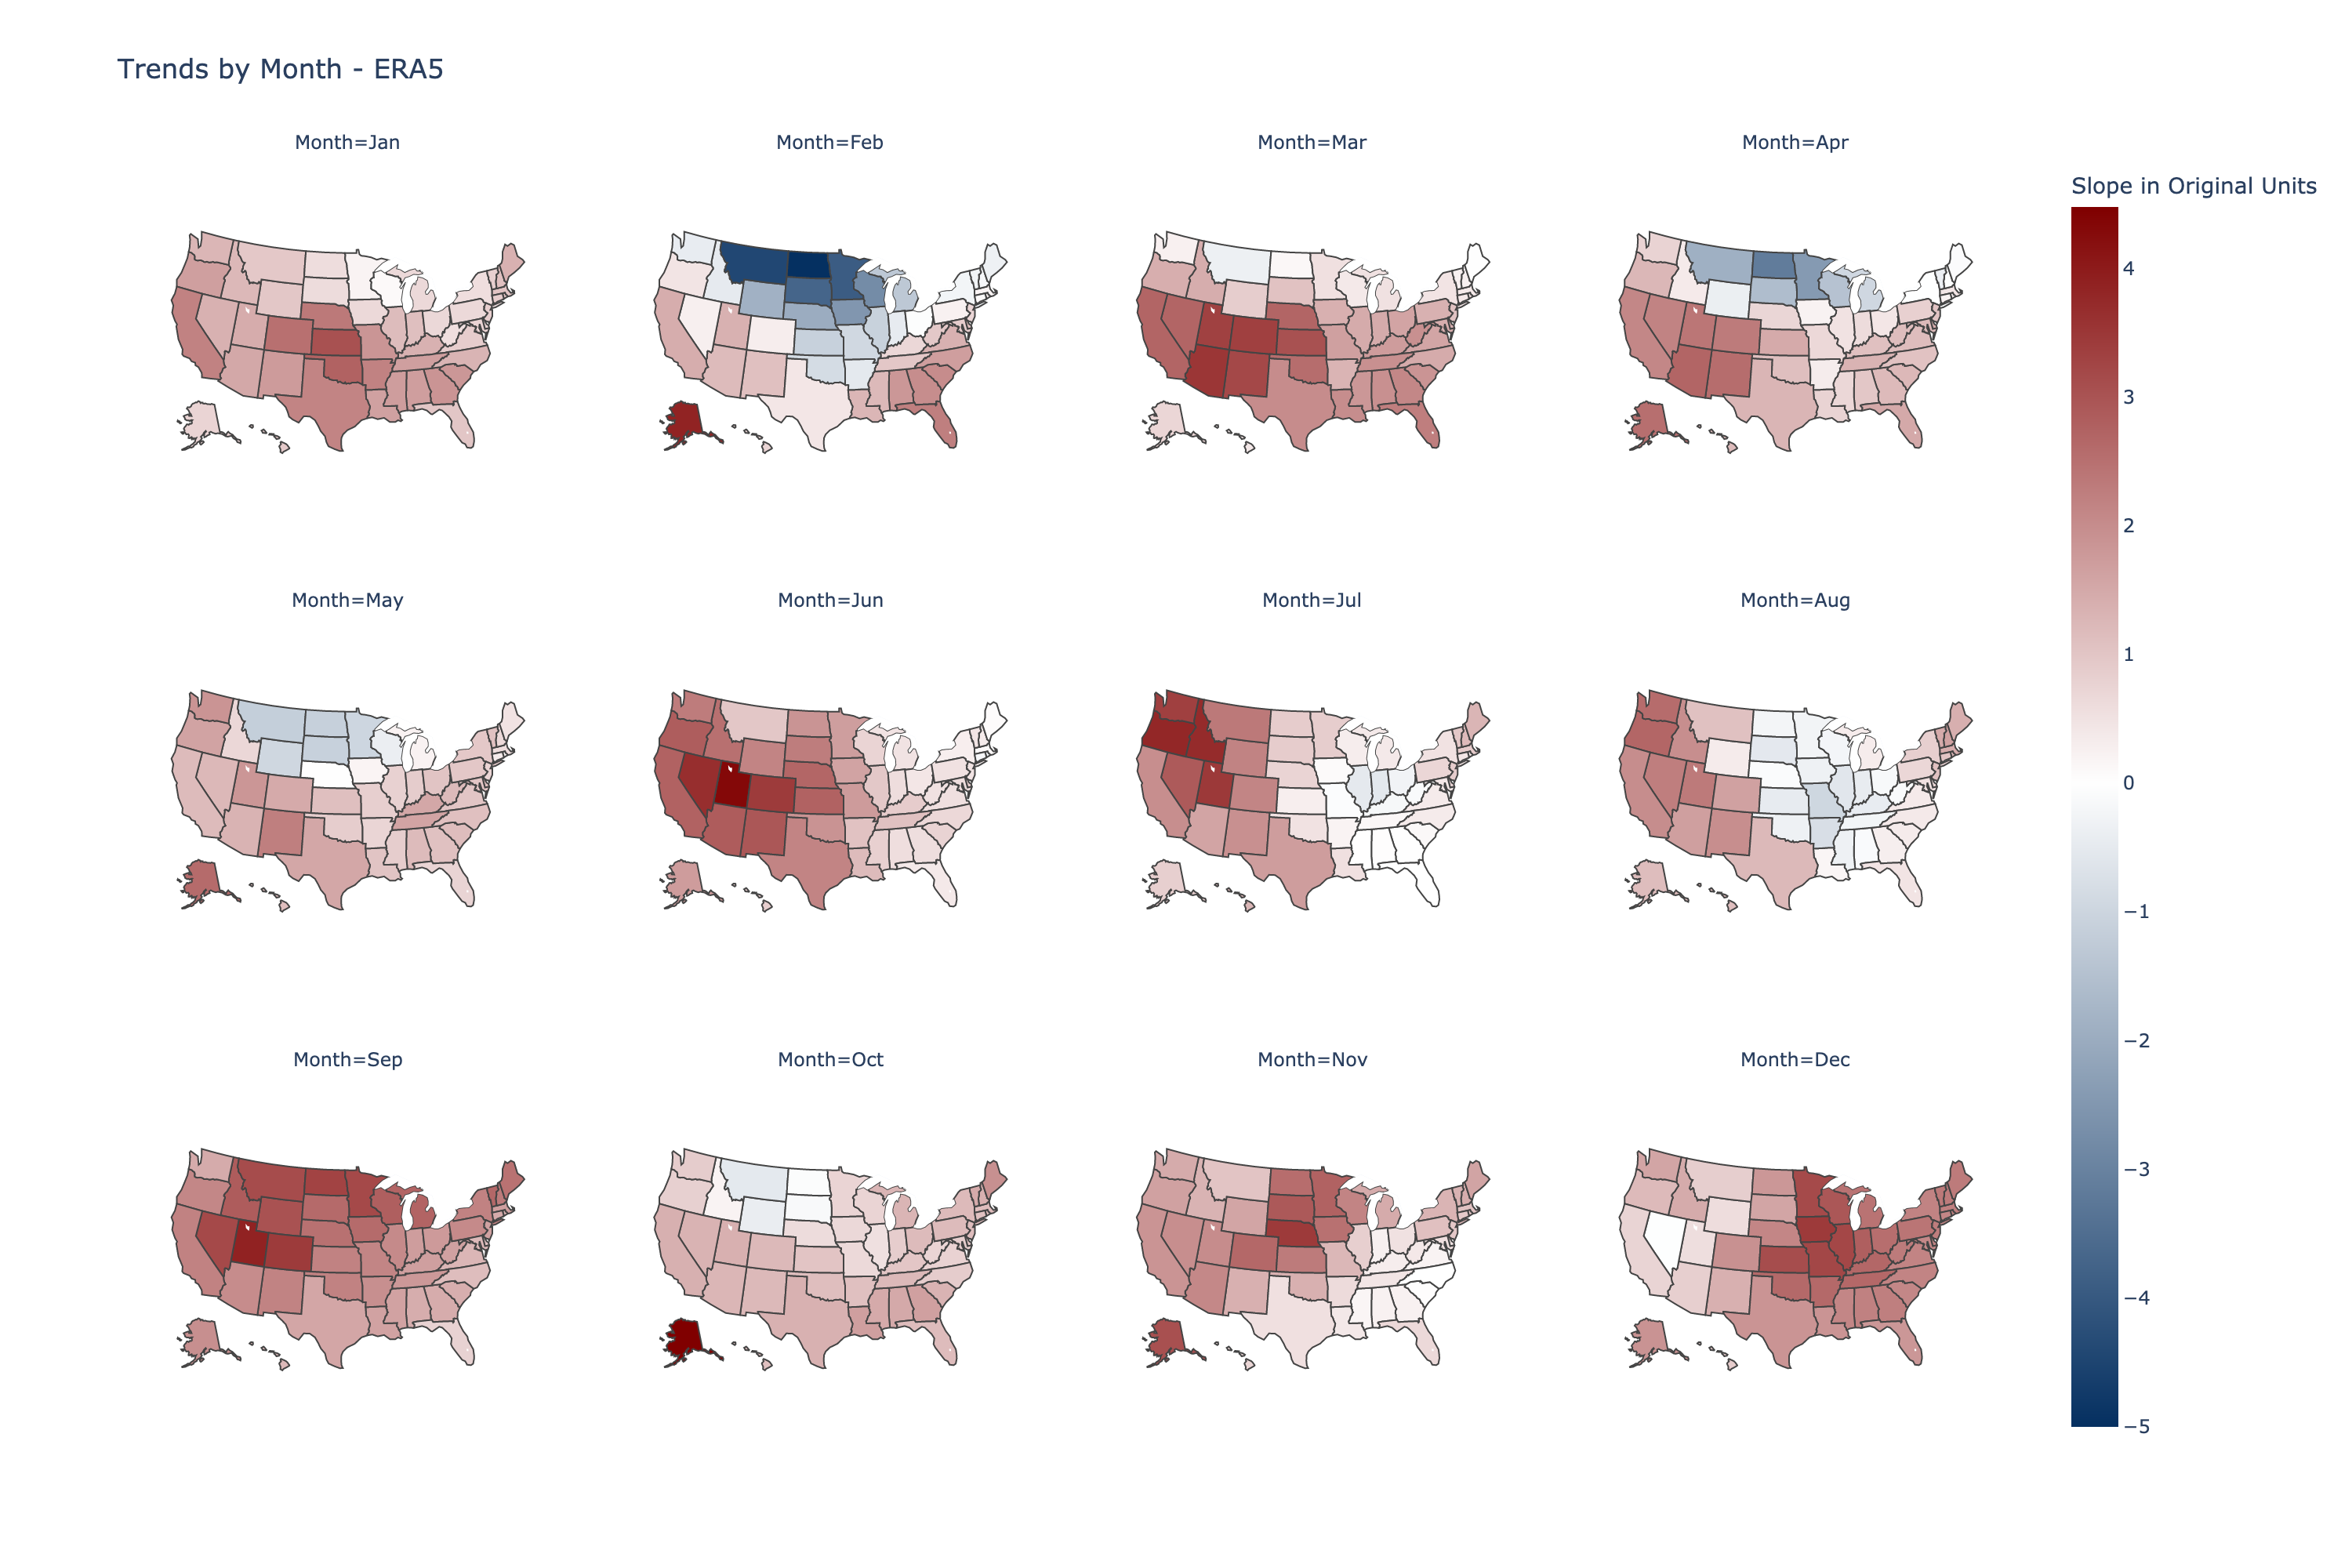 Trends by Month - ERA5
Month=Jan
Month=Feb
Month=Mar
Month=Apr
Slope in Original Units
4
3
2
1
0
−1
−2
−3
−4
−5
Month=May
Month=Jun
Month=Jul
Month=Aug
Month=Sep
Month=Oct
Month=Nov
Month=Dec